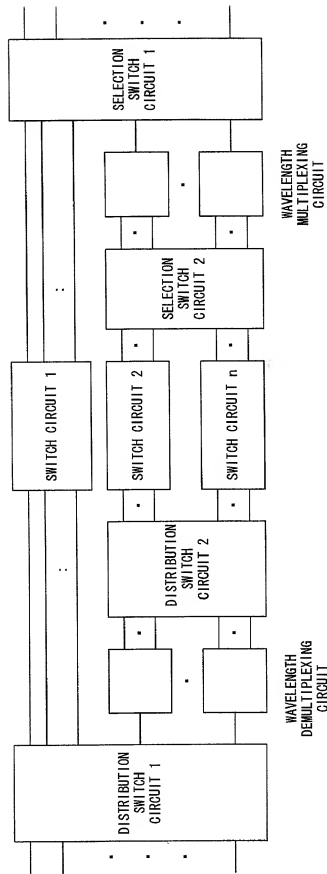 DISTRIBUTION
SWITCH
CIRCUIT 1
WAVELENGTH
DEMULTIPLEXING
CIRCUIT
DISTRIBUTION
SWITCH
CIRCUIT 2
SWITCH CIRCUIT 1
SWITCH CIRCUIT 2
SWITCH CIRCUIT n
SELECTION
SWITCH
CIRCUIT 2
WAVELENGTH
MULTIPLEXING
CIRCUIT
SELECTION
SWITCH
CIRCUIT 1